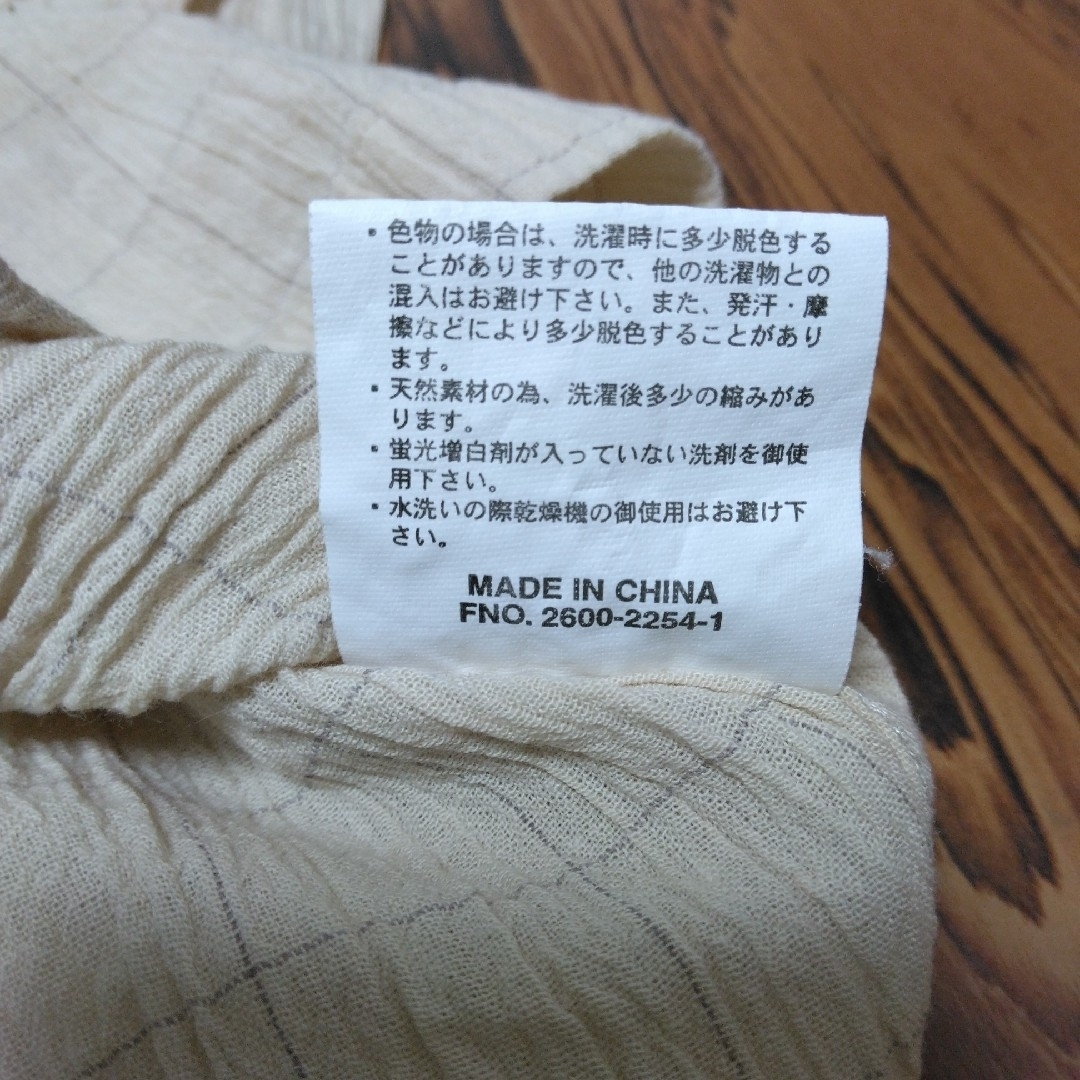 ・色物の場合は、洗濯時に多少脱色する
ことがありますので、他の洗濯物との
混入はお避け下さい。また、発汗・摩
擦などにより多少脱色することがあり
ます。
・天然素材の為、洗濯後多少の縮みがあ
ります。
・蛍光増白剤が入っていない洗剤を御使
用下さい。
・水洗いの際乾燥機の御使用はお避け下
さい。
MADE IN CHINA
FNO. 2600-2254-1